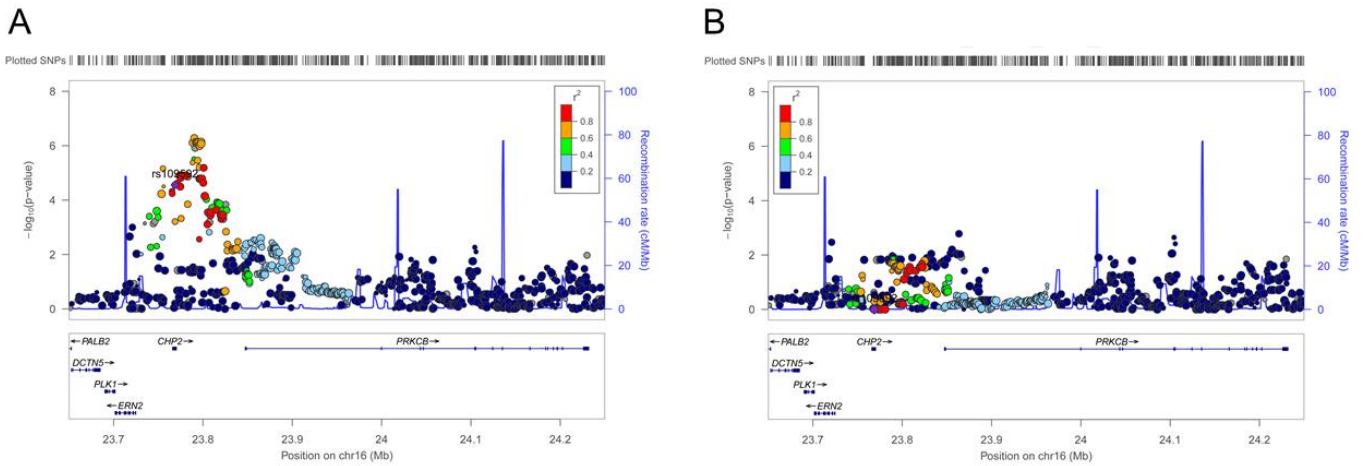 A
Plotted SNPs
8
6
4
2
0
−log10(p−value)
100
80
60
40
20
0
Recombination rate (cM/Mb)
r2
0.8
0.6
0.4
0.2
←PALB2
CHP2→
PRKCB→
DCTN5→
PLK1→
←ERN2
23.7 23.8 23.9 24 24.1 24.2
Position on chr16 (Mb)
B
Plotted SNPs
8
6
4
2
0
−log10(p−value)
100
80
60
40
20
0
Recombination rate (cM/Mb)
r2
0.8
0.6
0.4
0.2
←PALB2
CHP2→
PRKCB→
DCTN5→
PLK1→
←ERN2
23.7 23.8 23.9 24 24.1 24.2
Position on chr16 (Mb)